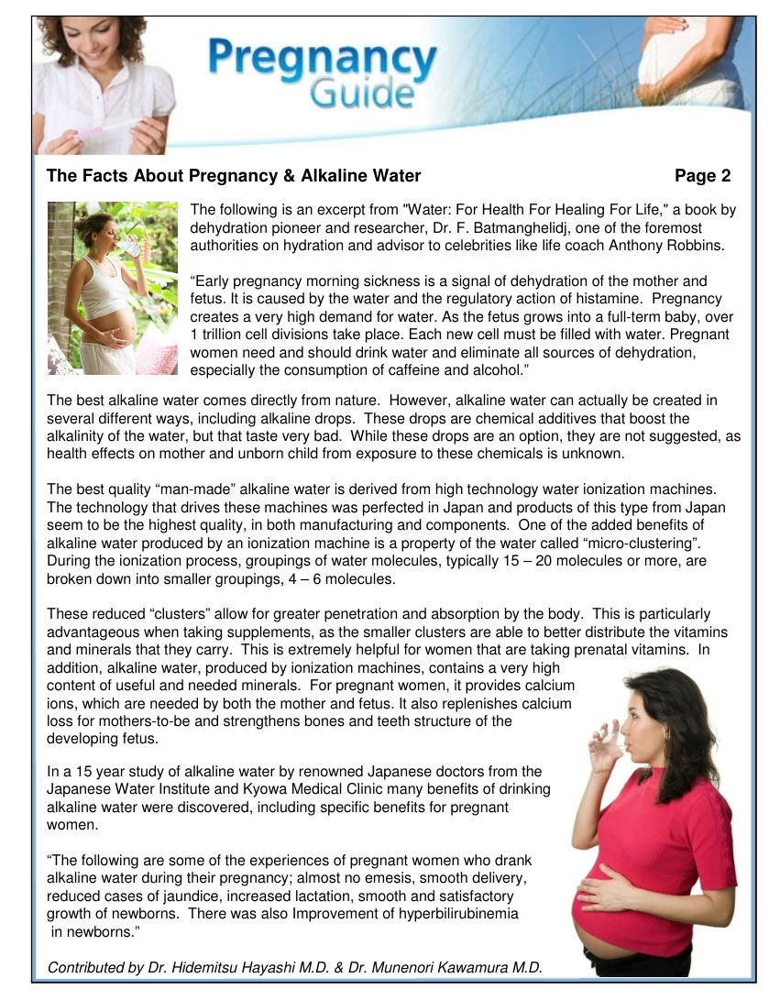 Pregnancy
Guide
The Facts About Pregnancy & Alkaline Water Page 2
The following is an excerpt from "Water: For Health For Healing For Life," a book by
dehydration pioneer and researcher, Dr. F. Batmanghelidj, one of the foremost
authorities on hydration and advisor to celebrities like life coach Anthony Robbins.
“Early pregnancy morning sickness is a signal of dehydration of the mother and
fetus. It is caused by the water and the regulatory action of histamine. Pregnancy
creates a very high demand for water. As the fetus grows into a full-term baby, over
1 trillion cell divisions take place. Each new cell must be filled with water. Pregnant
women need and should drink water and eliminate all sources of dehydration,
especially the consumption of caffeine and alcohol.”
The best alkaline water comes directly from nature. However, alkaline water can actually be created in
several different ways, including alkaline drops. These drops are chemical additives that boost the
alkalinity of the water, but that taste very bad. While these drops are an option, they are not suggested, as
health effects on mother and unborn child from exposure to these chemicals is unknown.
The best quality “man-made” alkaline water is derived from high technology water ionization machines.
The technology that drives these machines was perfected in Japan and products of this type from Japan
seem to be the highest quality, in both manufacturing and components. One of the added benefits of
alkaline water produced by an ionization machine is a property of the water called “micro-clustering”.
During the ionization process, groupings of water molecules, typically 15 – 20 molecules or more, are
broken down into smaller groupings, 4 – 6 molecules.
These reduced “clusters” allow for greater penetration and absorption by the body. This is particularly
advantageous when taking supplements, as the smaller clusters are able to better distribute the vitamins
and minerals that they carry. This is extremely helpful for women that are taking prenatal vitamins. In
addition, alkaline water, produced by ionization machines, contains a very high
content of useful and needed minerals. For pregnant women, it provides calcium
ions, which are needed by both the mother and fetus. It also replenishes calcium
loss for mothers-to-be and strengthens bones and teeth structure of the
developing fetus.
In a 15 year study of alkaline water by renowned Japanese doctors from the
Japanese Water Institute and Kyowa Medical Clinic many benefits of drinking
alkaline water were discovered, including specific benefits for pregnant
women.
“The following are some of the experiences of pregnant women who drank
alkaline water during their pregnancy; almost no emesis, smooth delivery,
reduced cases of jaundice, increased lactation, smooth and satisfactory
growth of newborns. There was also Improvement of hyperbilirubinemia
in newborns.”
Contributed by Dr. Hidemitsu Hayashi M.D. & Dr. Munenori Kawamura M.D.